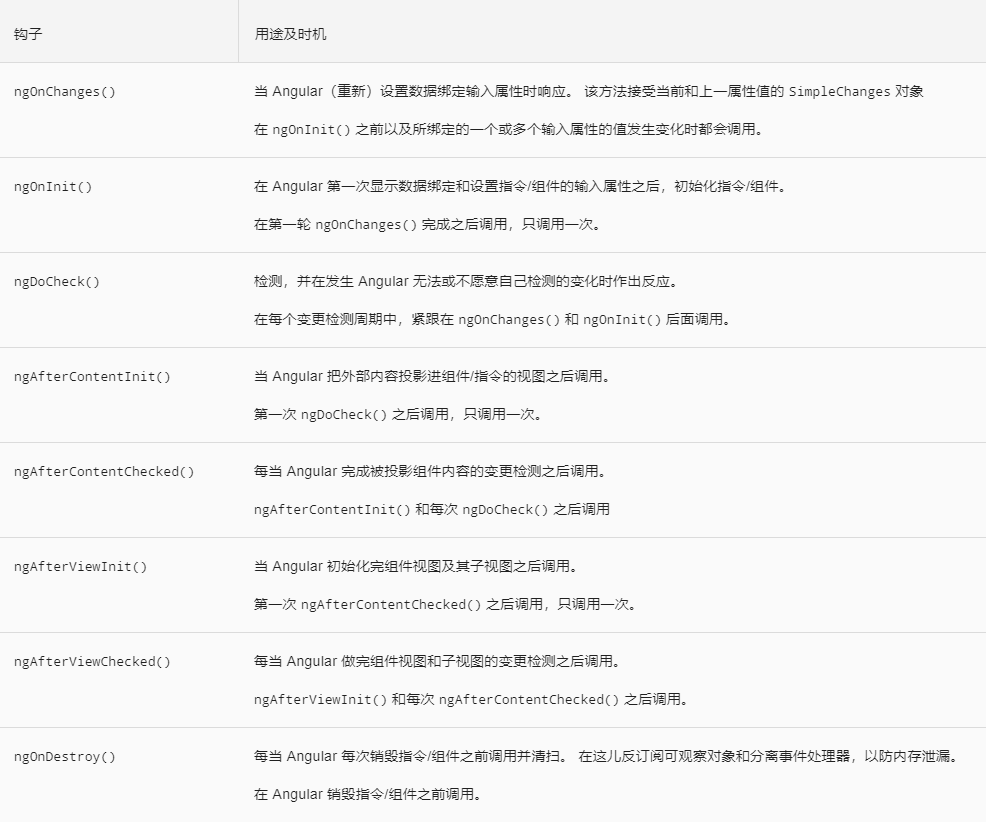 钩子
用途及时机
ngOnChanges()
当 Angular（重新）设置数据绑定输入属性时响应。 该方法接受当前和上一属性值的 SimpleChanges 对象
在 ngOnInit() 之前以及所绑定的一个或多个输入属性的值发生变化时都会调用。
ngOnInit()
在 Angular 第一次显示数据绑定和设置指令/组件的输入属性之后，初始化指令/组件。
在第一轮 ngOnChanges() 完成之后调用，只调用一次。
ngDoCheck()
检测，并在发生 Angular 无法或不愿意自己检测的变化时作出反应。
在每个变更检测周期中，紧跟在 ngOnChanges() 和 ngOnInit() 后面调用。
ngAfterContentInit()
当 Angular 把外部内容投影进组件/指令的视图之后调用。
第一次 ngDoCheck() 之后调用，只调用一次。
ngAfterContentChecked()
每当 Angular 完成被投影组件内容的变更检测之后调用。
ngAfterContentInit() 和每次 ngDoCheck() 之后调用
ngAfterViewInit()
当 Angular 初始化完组件视图及其子视图之后调用。
第一次 ngAfterContentChecked() 之后调用，只调用一次。
ngAfterViewChecked()
每当 Angular 做完组件视图和子视图的变更检测之后调用。
ngAfterViewInit() 和每次 ngAfterContentChecked() 之后调用。
ngOnDestroy()
每当 Angular 每次销毁指令/组件之前调用并清扫。 在这儿反订阅可观察对象和分离事件处理器，以防内存泄漏。
在 Angular 销毁指令/组件之前调用。